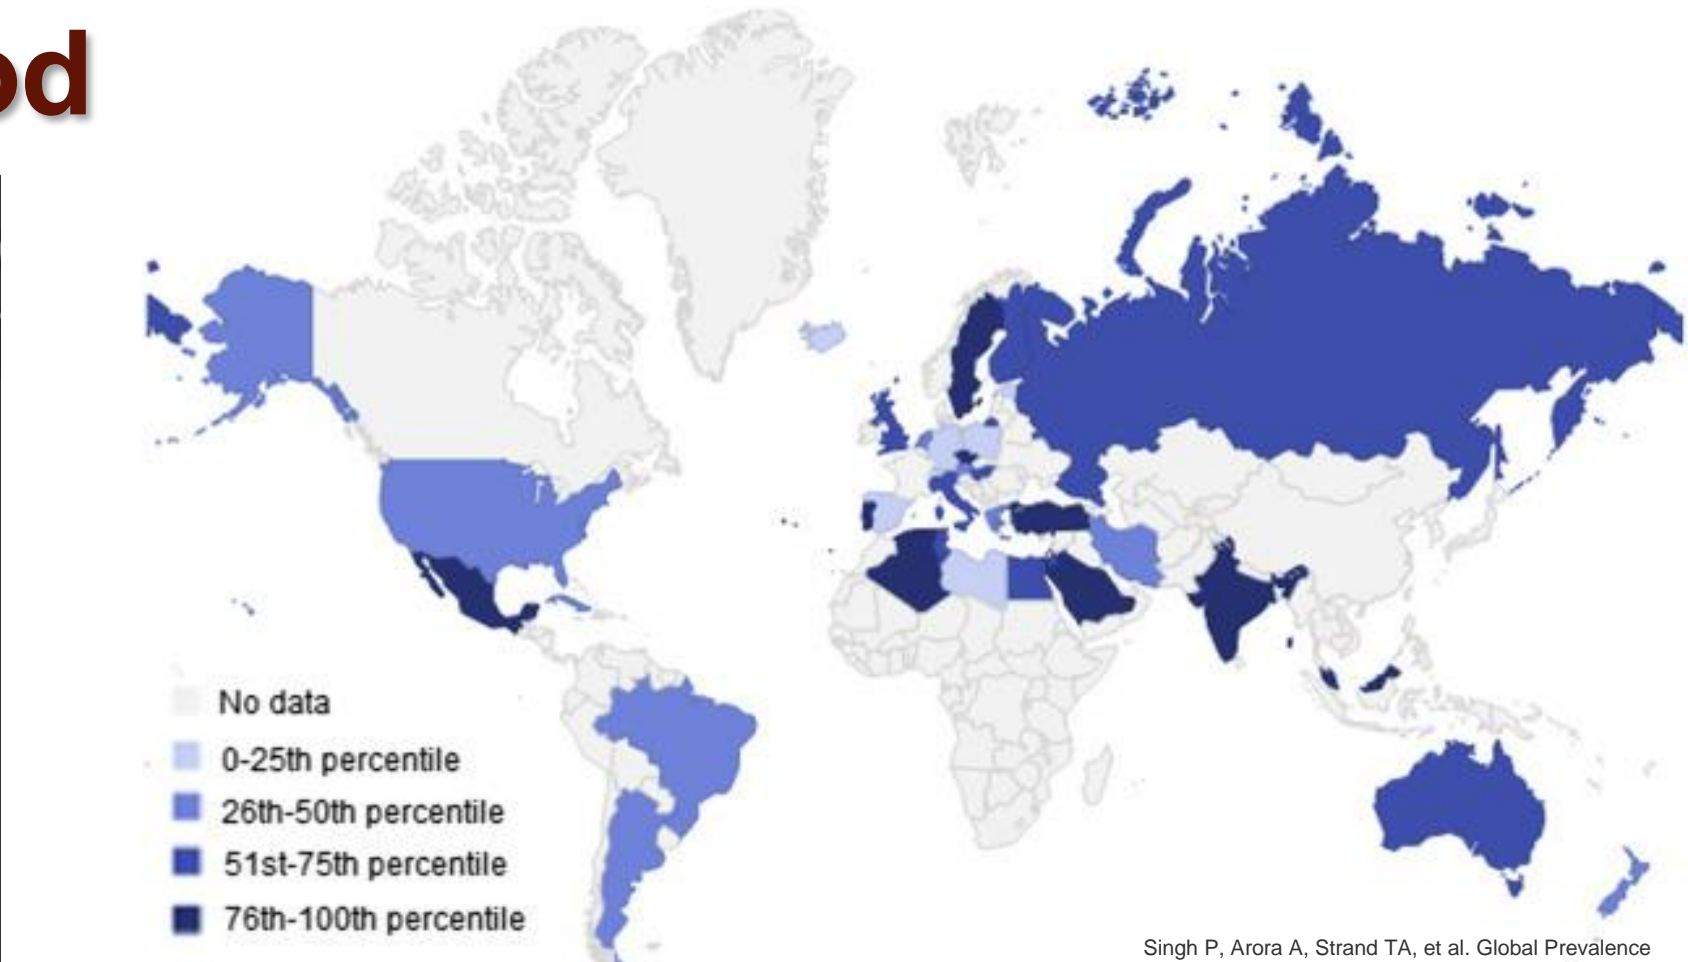 od
No data
0-25th percentile
26th-50th percentile
51st-75th percentile
76th-100th percentile
Singh P, Arora A, Strand TA, et al. Global Prevalence